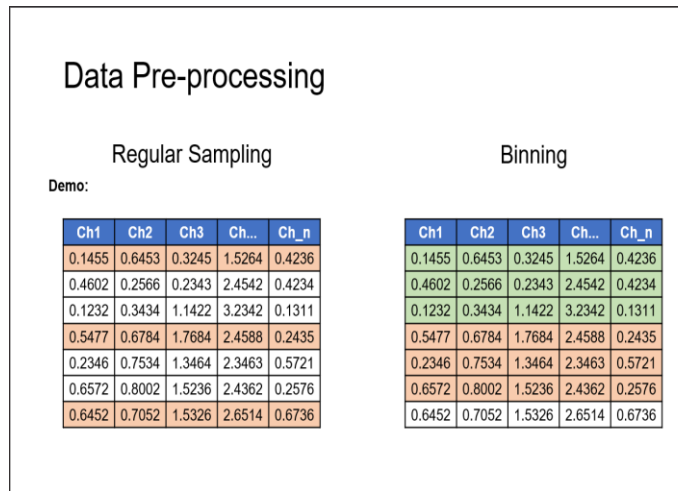 Data Pre-processing
Regular Sampling
Demo:
Ch1 Ch2 Ch3 Ch... Ch_n
0.1455 0.6453 0.3245 1.5264 0.4236
0.4602 0.2566 0.2343 2.4542 0.4234
0.1232 0.3434 1.1422 3.2342 0.1311
0.5477 0.6784 1.7684 2.4588 0.2435
0.2346 0.7534 1.3464 2.3463 0.5721
0.6572 0.8002 1.5236 2.4362 0.2576
0.6452 0.7052 1.5326 2.6514 0.6736
Binning
Ch1 Ch2 Ch3 Ch... Ch_n
0.1455 0.6453 0.3245 1.5264 0.4236
0.4602 0.2566 0.2343 2.4542 0.4234
0.1232 0.3434 1.1422 3.2342 0.1311
0.5477 0.6784 1.7684 2.4588 0.2435
0.2346 0.7534 1.3464 2.3463 0.5721
0.6572 0.8002 1.5236 2.4362 0.2576
0.6452 0.7052 1.5326 2.6514 0.6736